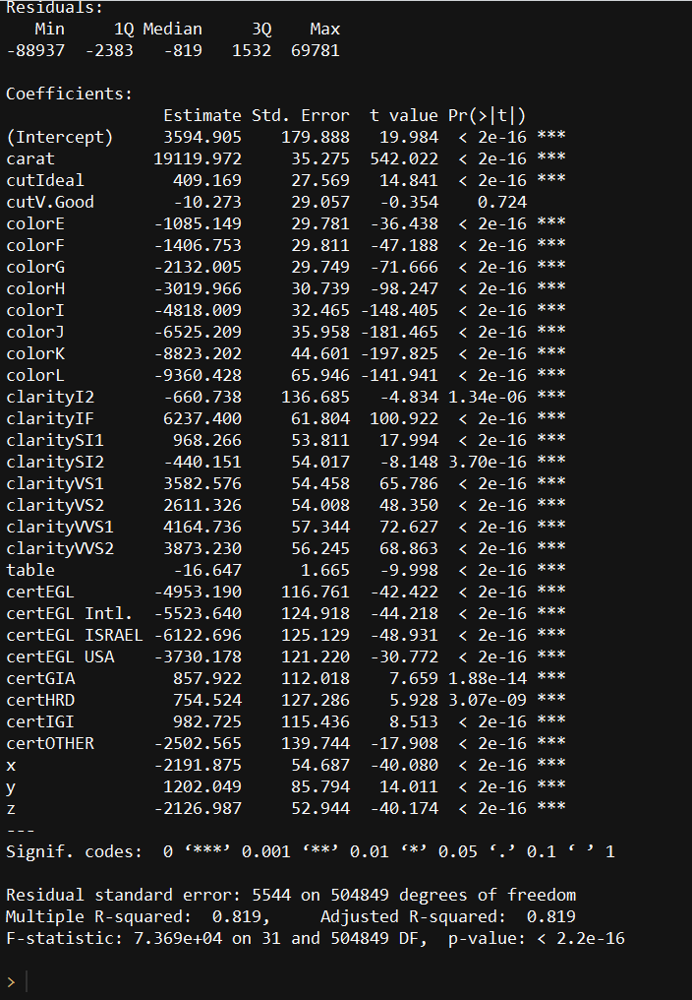 Residuals:
   Min     1Q Median     3Q    Max
-88937  -2383   -819   1532  69781

Coefficients:
                Estimate Std. Error  t value Pr(>|t|)
(Intercept)     3594.905    179.888   19.984  < 2e-16 ***
carat          19119.972     35.275  542.022  < 2e-16 ***
cutIdeal         409.169     27.569   14.841  < 2e-16 ***
cutV.Good        -10.273     29.057   -0.354    0.724
colorE         -1085.149     29.781  -36.438  < 2e-16 ***
colorF         -1406.753     29.811  -47.188  < 2e-16 ***
colorG         -2132.005     29.749  -71.666  < 2e-16 ***
colorH         -3019.966     30.739  -98.247  < 2e-16 ***
colorI         -4818.009     32.465 -148.405  < 2e-16 ***
colorJ         -6525.209     35.958 -181.465  < 2e-16 ***
colorK         -8823.202     44.601 -197.825  < 2e-16 ***
colorL         -9360.428     65.946 -141.941  < 2e-16 ***
clarityI2       -660.738    136.685   -4.834 1.34e-06 ***
clarityIF       6237.400     61.804  100.922  < 2e-16 ***
claritySI1       968.266     53.811   17.994  < 2e-16 ***
claritySI2      -440.151     54.017   -8.148 3.70e-16 ***
clarityVS1      3582.576     54.458   65.786  < 2e-16 ***
clarityVS2      2611.326     54.008   48.350  < 2e-16 ***
clarityVVS1     4164.736     57.344   72.627  < 2e-16 ***
clarityVVS2     3873.230     56.245   68.863  < 2e-16 ***
table            -16.647      1.665   -9.998  < 2e-16 ***
certEGL        -4953.190    116.761  -42.422  < 2e-16 ***
certEGL Intl.  -5523.640    124.918  -44.218  < 2e-16 ***
certEGL ISRAEL -6122.696    125.129  -48.931  < 2e-16 ***
certEGL USA    -3730.178    121.220  -30.772  < 2e-16 ***
certGIA          857.922    112.018    7.659 1.88e-14 ***
certHRD          754.524    127.286    5.928 3.07e-09 ***
certIGI          982.725    115.436    8.513  < 2e-16 ***
certOTHER      -2502.565    139.744  -17.908  < 2e-16 ***
x              -2191.875     54.687  -40.080  < 2e-16 ***
y               1202.049     85.794   14.011  < 2e-16 ***
z              -2126.987     52.944  -40.174  < 2e-16 ***
---
Signif. codes:  0 ‘***’ 0.001 ‘**’ 0.01 ‘*’ 0.05 ‘.’ 0.1 ‘ ’ 1

Residual standard error: 5544 on 504849 degrees of freedom
Multiple R-squared:  0.819,     Adjusted R-squared:  0.819
F-statistic: 7.369e+04 on 31 and 504849 DF,  p-value: < 2.2e-16

>